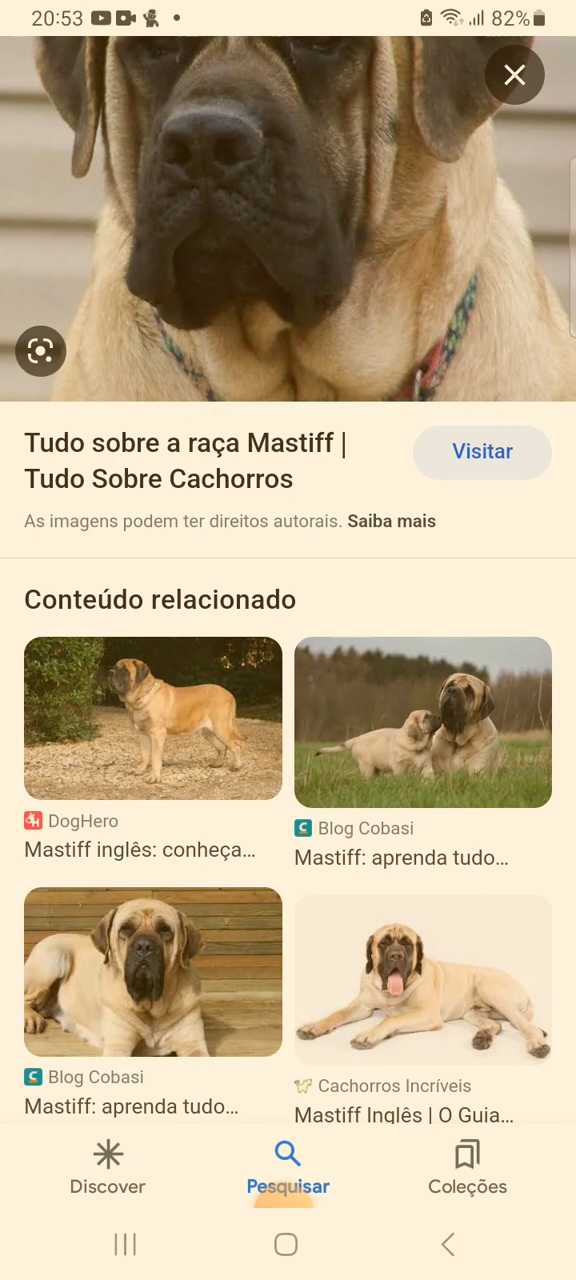 20:53
82%
Tudo sobre a raça Mastiff |
Tudo Sobre Cachorros
Visitar
As imagens podem ter direitos autorais. Saiba mais
Conteúdo relacionado
DogHero
Mastiff inglês: conheça...
Blog Cobasi
Mastiff: aprenda tudo...
Blog Cobasi
Mastiff: aprenda tudo...
Cachorros Incríveis
Mastiff Inglês | O Guia...
Discover
Pesquisar
Coleções